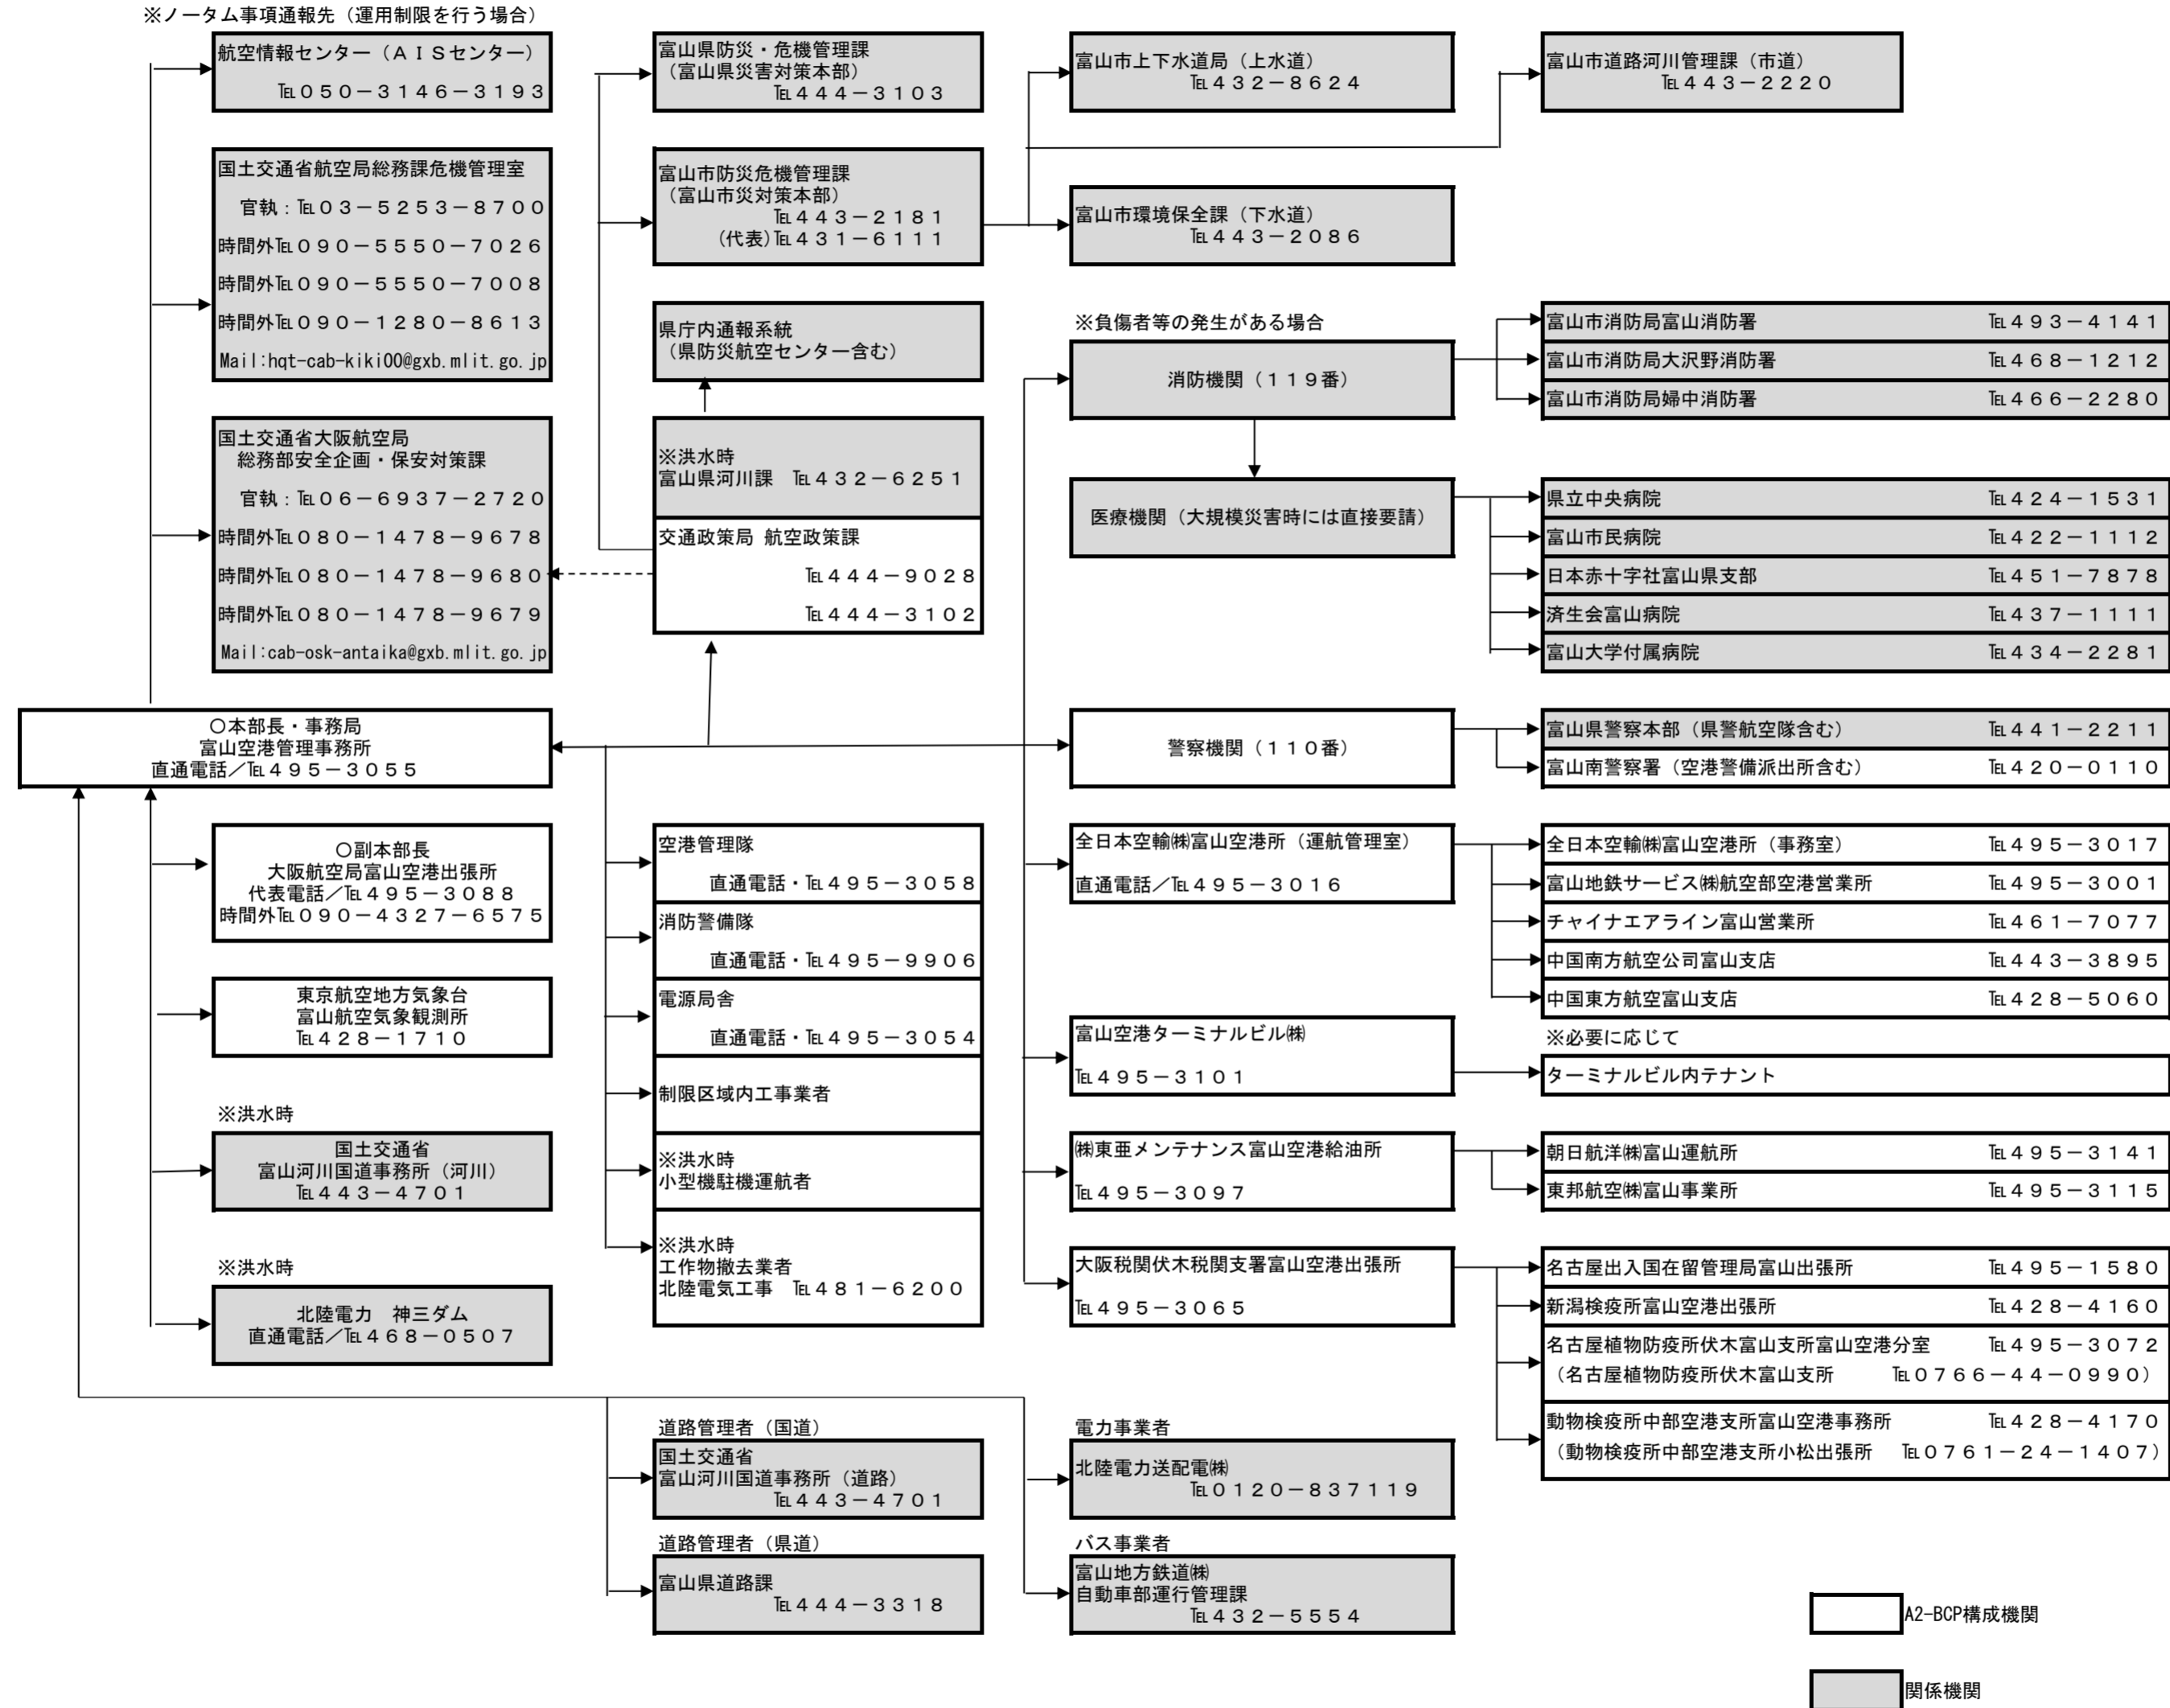 ※ノータム事項通報先（運用制限を行う場合）
航空情報センター（ＡＩＳセンター）
℡０５０－３１４６－３１９３
国土交通省航空局総務課危機管理室
官執：℡０３－５２５３－８７００
時間外℡０９０－５５５０－７０２６
時間外℡０９０－５５５０－７００８
時間外℡０９０－１２８０－８６１３
Mail:hqt-cab-kiki00@gxb.mlit.go.jp
国土交通省大阪航空局
総務部安全企画・保安対策課
官執：℡０６－６９３７－２７２０
時間外℡０８０－１４７８－９６７８
時間外℡０８０－１４７８－９６８０
時間外℡０８０－１４７８－９６７９
Mail:cab-osk-antaika@gxb.mlit.go.jp
〇本部長・事務局
富山空港管理事務所
直通電話／℡４９５－３０５５
〇副本部長
大阪航空局富山空港出張所
代表電話／℡４９５－３０８８
時間外℡０９０－４３２７－６５７５
東京航空地方気象台
富山航空気象観測所
℡４２８－１７１０
※洪水時
国土交通省
富山河川国道事務所（河川）
℡４４３－４７０１
※洪水時
北陸電力　神三ダム
直通電話／℡４６８－０５０７
富山県防災・危機管理課
（富山県災害対策本部）
℡４４４－３１０３
富山市防災危機管理課
（富山市災対策本部）
℡４４３－２１８１
(代表)℡４３１－６１１１
県庁内通報系統
（県防災航空センター含む）
※洪水時
富山県河川課　℡４３２－６２５１
交通政策局 航空政策課
℡４４４－９０２８
℡４４４－３１０２
空港管理隊
直通電話・℡４９５－３０５８
消防警備隊
直通電話・℡４９５－９９０６
電源局舎
直通電話・℡４９５－３０５４
制限区域内工事業者
※洪水時
小型機駐機運航者
※洪水時
工作物撤去業者
北陸電気工事　℡４８１－６２００
道路管理者（国道）
国土交通省
富山河川国道事務所（道路）
℡４４３－４７０１
道路管理者（県道）
富山県道路課
℡４４４－３３１８
富山市上下水道局（上水道）
℡４３２－８６２４
富山市環境保全課（下水道）
℡４４３－２０８６
※負傷者等の発生がある場合
消防機関（１１９番）
医療機関（大規模災害時には直接要請）
警察機関（１１０番）
全日本空輸㈱富山空港所（運航管理室）
直通電話／℡４９５－３０１６
富山空港ターミナルビル㈱
℡４９５－３１０１
㈱東亜メンテナンス富山空港給油所
℡４９５－３０９７
大阪税関伏木税関支署富山空港出張所
℡４９５－３０６５
電力事業者
北陸電力送配電㈱
℡０１２０－８３７１１９
バス事業者
富山地方鉄道㈱
自動車部運行管理課
℡４３２－５５５４
富山市道路河川管理課（市道）
℡４４３－２２２０
富山市消防局富山消防署　℡４９３－４１４１
富山市消防局大沢野消防署　℡４６８－１２１２
富山市消防局婦中消防署　℡４６６－２２８０
県立中央病院　℡４２４－１５３１
富山市民病院　℡４２２－１１１２
日本赤十字社富山県支部　℡４５１－７８７８
済生会富山病院　℡４３７－１１１１
富山大学付属病院　℡４３４－２２８１
富山県警察本部（県警航空隊含む）　℡４４１－２２１１
富山南警察署（空港警備派出所含む）　℡４２０－０１１０
全日本空輸㈱富山空港所（事務室）　℡４９５－３０１７
富山地鉄サービス㈱航空部空港営業所　℡４９５－３００１
チャイナエアライン富山営業所　℡４６１－７０７７
中国南方航空公司富山支店　℡４４３－３８９５
中国東方航空富山支店　℡４２８－５０６０
※必要に応じて
ターミナルビル内テナント
朝日航洋㈱富山運航所　℡４９５－３１４１
東邦航空㈱富山事業所　℡４９５－３１１５
名古屋出入国在留管理局富山出張所　℡４９５－１５８０
新潟検疫所富山空港出張所　℡４２８－４１６０
名古屋植物防疫所伏木富山支所富山空港分室　℡４９５－３０７２
（名古屋植物防疫所伏木富山支所　℡０７６６－４４－０９９０）
動物検疫所中部空港支所富山空港事務所　℡４２８－４１７０
（動物検疫所中部空港支所小松出張所　℡０７６１－２４－１４０７）
A2-BCP構成機関
関係機関